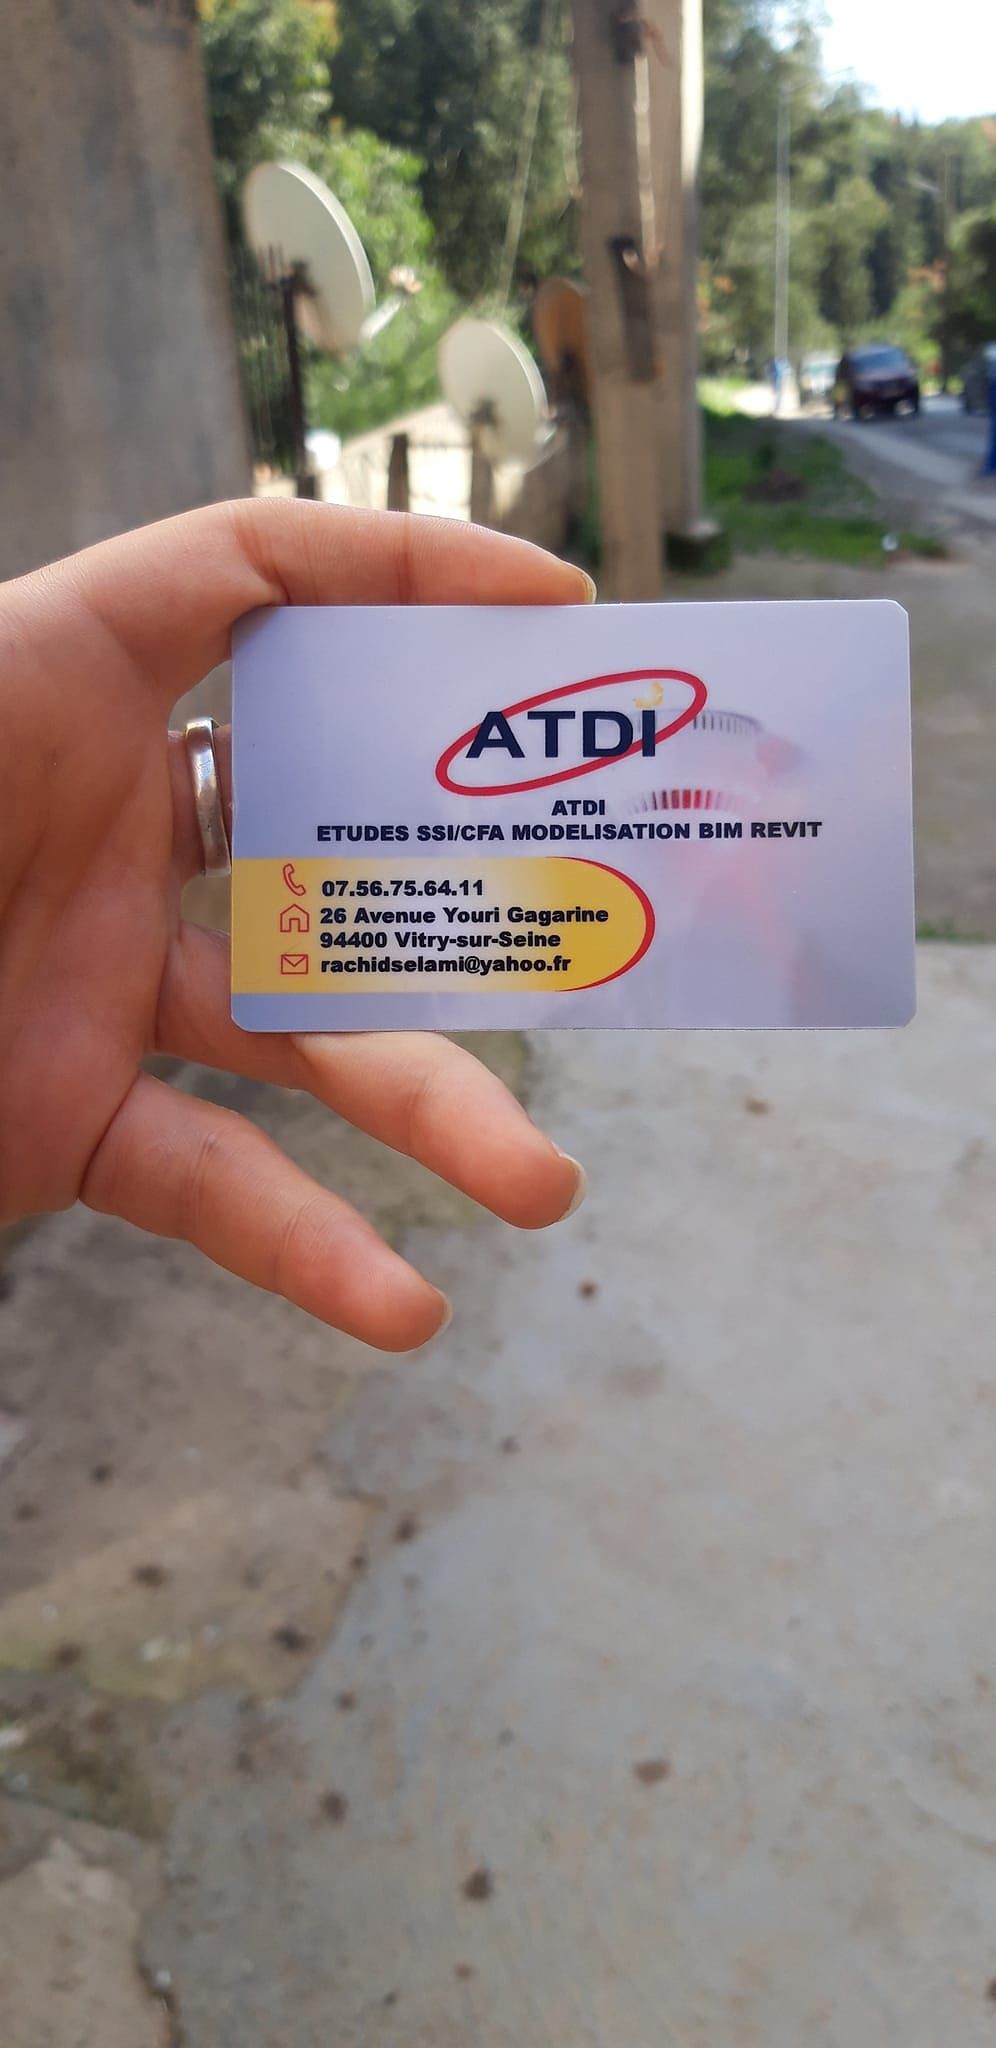 ATDI
ATDI
ETUDES SSI/CFA MODELISATION BIM REVIT
07.56.75.64.11
26 Avenue Youri Gagarine
94400 Vitry-sur-Seine
rachidselami@yahoo.fr